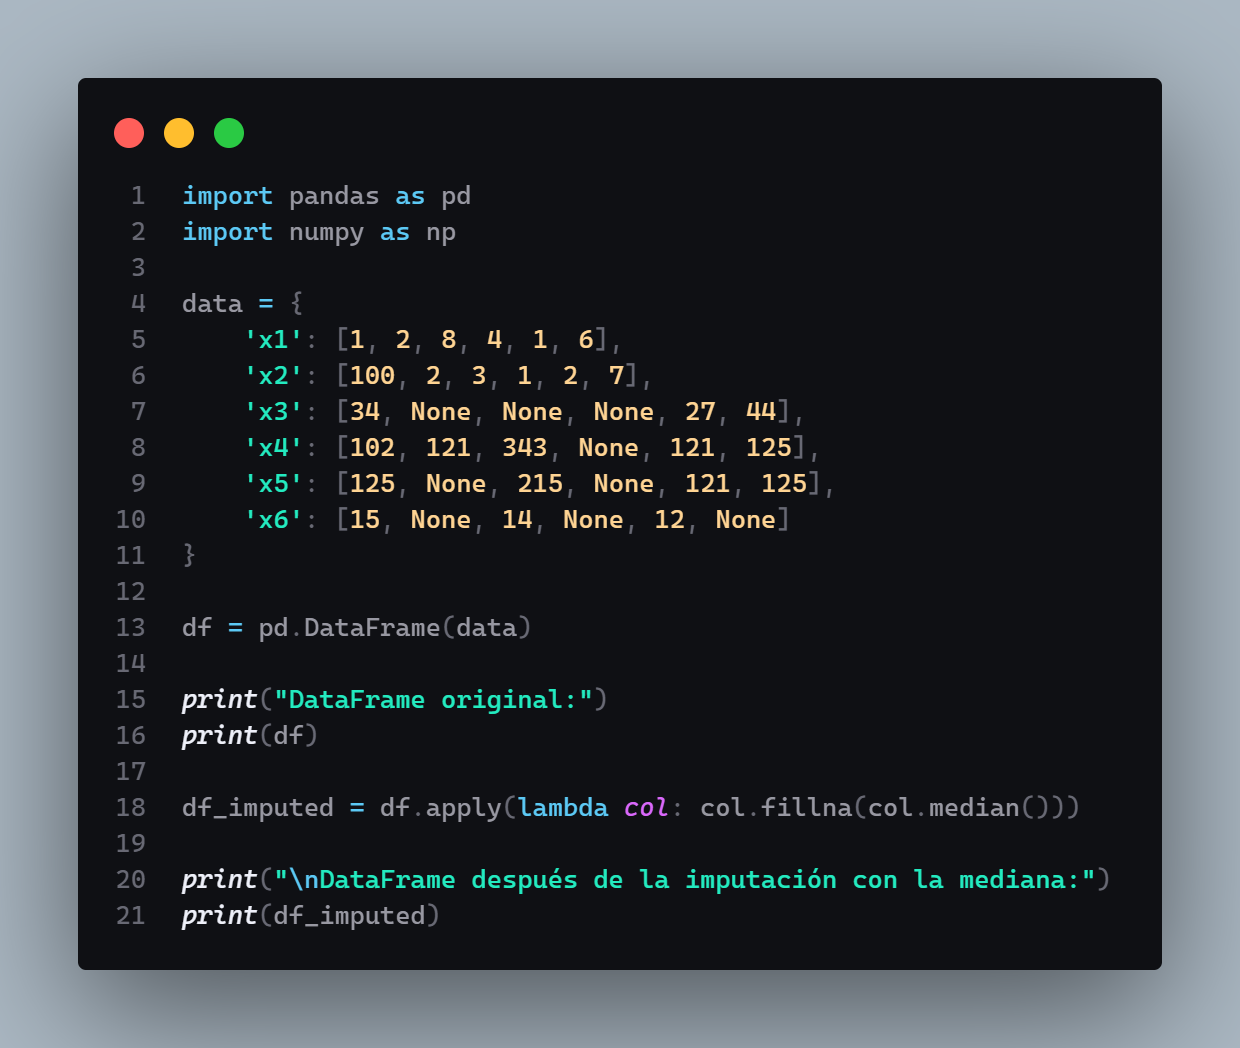 1 import pandas as pd
2 import numpy as np
3
4 data = {
5     'x1': [1, 2, 8, 4, 1, 6],
6     'x2': [100, 2, 3, 1, 2, 7],
7     'x3': [34, None, None, None, 27, 44],
8     'x4': [102, 121, 343, None, 121, 125],
9     'x5': [125, None, 215, None, 121, 125],
10     'x6': [15, None, 14, None, 12, None]
11 }
12
13 df = pd.DataFrame(data)
14
15 print("DataFrame original:")
16 print(df)
17
18 df_imputed = df.apply(lambda col: col.fillna(col.median()))
19
20 print("\nDataFrame después de la imputación con la mediana:")
21 print(df_imputed)